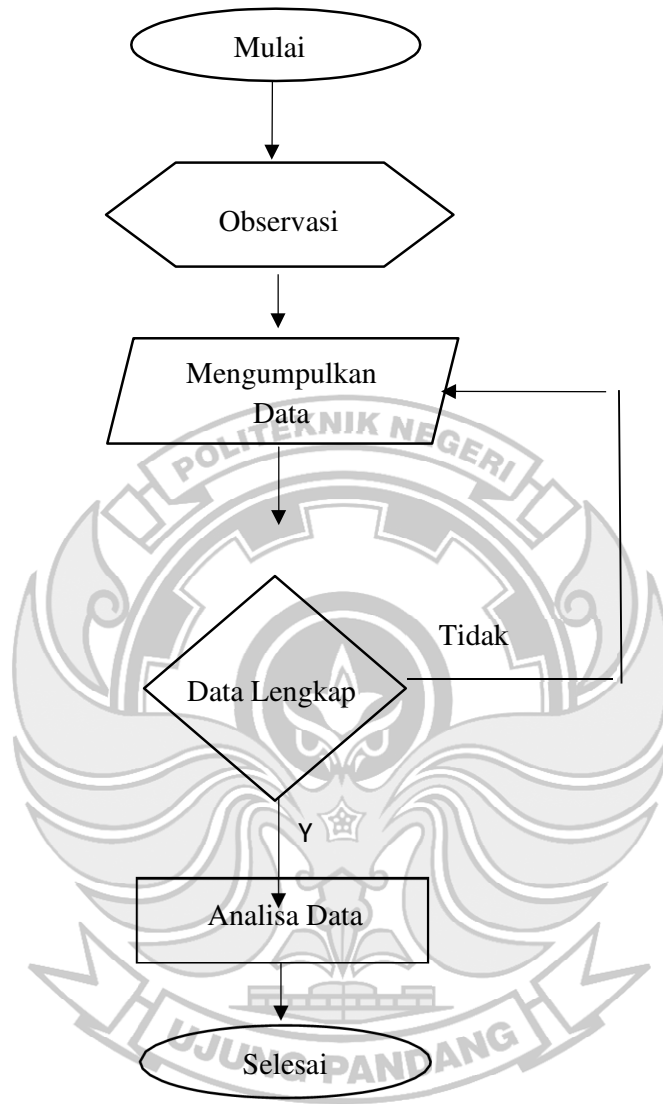 Mulai
Observasi
Mengumpulkan
Data
POLITEKNIK NEGERI
Tidak
Data Lengkap
Y
Analisa Data
UJUNG PANDANG
Selesai